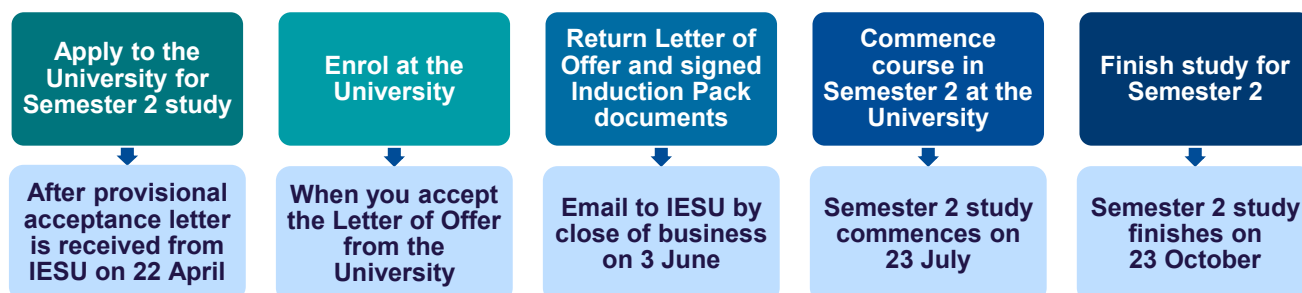 Apply to the
University for
Semester 2 study
After provisional
acceptance letter
is received from
IESU on 22 April
Enrol at the
University
When you accept
the Letter of Offer
from the
University
Return Letter of
Offer and signed
Induction Pack
documents
Email to IESU by
close of business
on 3 June
Commence
course in
Semester 2 at the
University
Semester 2 study
commences on
23 July
Finish study for
Semester 2
Semester 2 study
finishes on
23 October